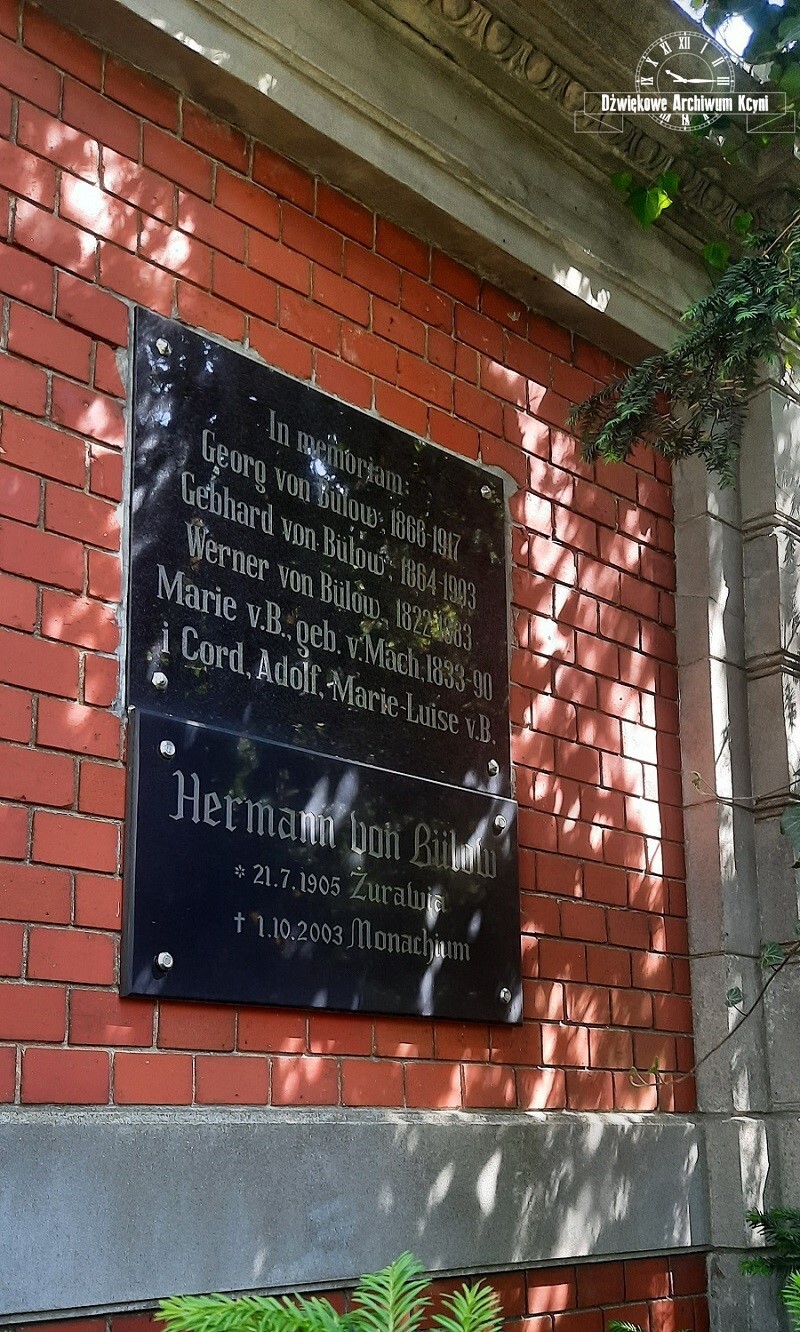 Dźwiękowe Archiwum Kcyni
In memoriam:
Georg von Bülow, 1866-1917
Gebhard von Bülow, 1864-1903
Werner von Bülow, 1822-1883
Marie v.B., geb. v.Mach, 1833-90
i Cord, Adolf, Marie-Luise v.B.
Hermann von Bülow
* 21.7.1905 Żurawia
† 1.10.2003 Monachium